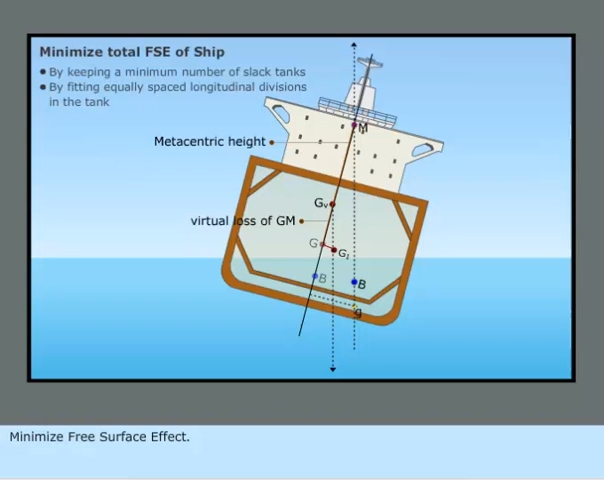 Minimize total FSE of Ship
• By keeping a minimum number of slack tanks
• By fitting equally spaced longitudinal divisions
in the tank
M
Metacentric height
Gᵥ
virtual loss of GM
G
G₁
B
B
g
Minimize Free Surface Effect.